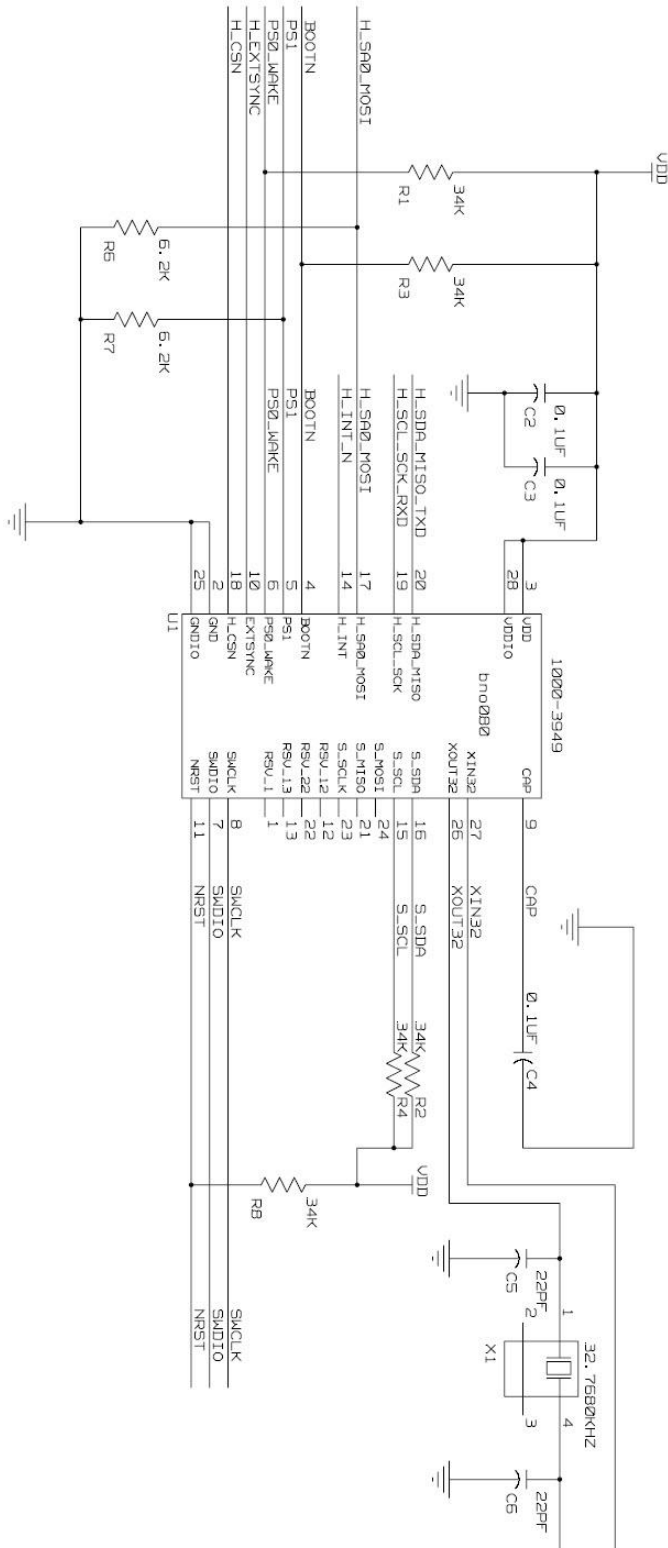 VDD
34K
R1
34K
R3
6.2K
R6
6.2K
R7
H_SA0_MOSI
BOOTN
PS1
PS0_WAKE
H_EXTSYNC
H_CSN
0.1UF
C2
0.1UF
C3
H_SDA_MISO_TXD
H_SCL_SCK_RXD
H_SA0_MOSI
H_INT_N
BOOTN
PS1
PS0_WAKE
3
28
20
19
17
14
4
5
6
10
18
2
25
1000-3949
bno080
U1
VDD
VDDIO
H_SDA_MISO
H_SCL_SCK
H_SA0_MOSI
H_INT
BOOTN
PS1
PS0_WAKE
EXTSYNC
H_CSN
GND
GNDIO
CAP
XIN32
XOUT32
S_SDA
S_SCL
S_MOSI
S_MISO
S_SCLK
RSV_12
RSV_22
RSV_13
RSV_1
SWCLK
SWDIO
NRST
9
27
26
16
15
24
21
23
12
22
13
1
8
7
11
CAP
XIN32
XOUT32
S_SDA
S_SCL
SWCLK
SWDIO
NRST
0.1UF
C4
34K
R2
34K
R4
VDD
34K
R8
SWCLK
SWDIO
NRST
22PF
C5
32.7680KHZ
X1
1
2
3
4
22PF
C6